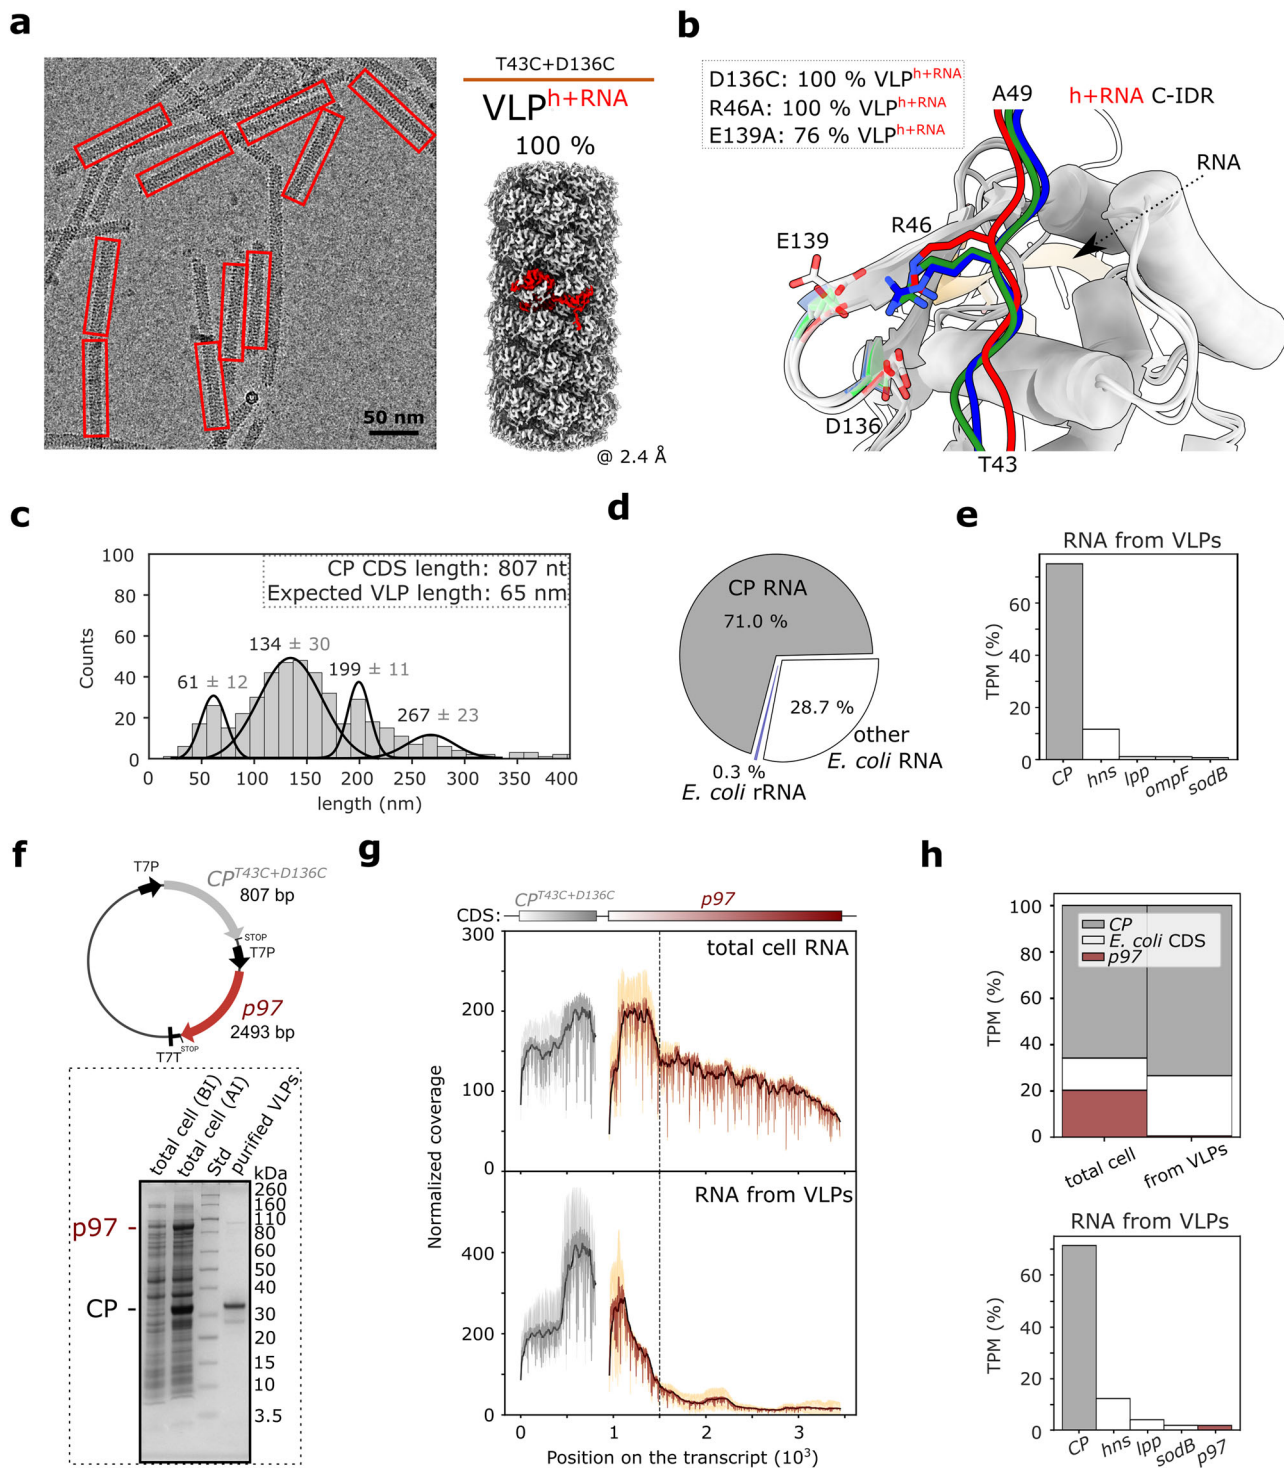 a
50 nm
T43C+D136C
VLPh+RNA
100 %
@ 2.4 Å
b
D136C: 100 % VLPh+RNA
R46A: 100 % VLPh+RNA
E139A: 76 % VLPh+RNA
A49
h+RNA C-IDR
RNA
R46
E139
D136
T43
c
CP CDS length: 807 nt
Expected VLP length: 65 nm
134 ± 30
199 ± 11
61 ± 12
267 ± 23
Counts
100
80
60
40
20
0
0
50
100
150
200
250
300
350
400
length (nm)
d
CP RNA
71.0 %
28.7 %
other
E. coli RNA
0.3 %
E. coli rRNA
e
RNA from VLPs
TPM (%)
60
40
20
0
CP
hns
lpp
ompF
sodB
f
T7P
CPT43C+D136C
807 bp
STOP
T7P
p97
2493 bp
STOP
T7T
total cell (BI)
total cell (AI)
Std
purified VLPs
kDa
260
160
110
80
60
50
40
30
20
15
10
3.5
p97 -
CP -
g
CPT43C+D136C
p97
CDS:
total cell RNA
300
200
100
0
RNA from VLPs
400
200
0
Normalized coverage
0
1
2
3
Position on the transcript (10³)
h
TPM (%)
100
80
60
40
20
0
CP
E. coli CDS
p97
total cell
from VLPs
RNA from VLPs
TPM (%)
60
40
20
0
CP
hns
lpp
sodB
p97